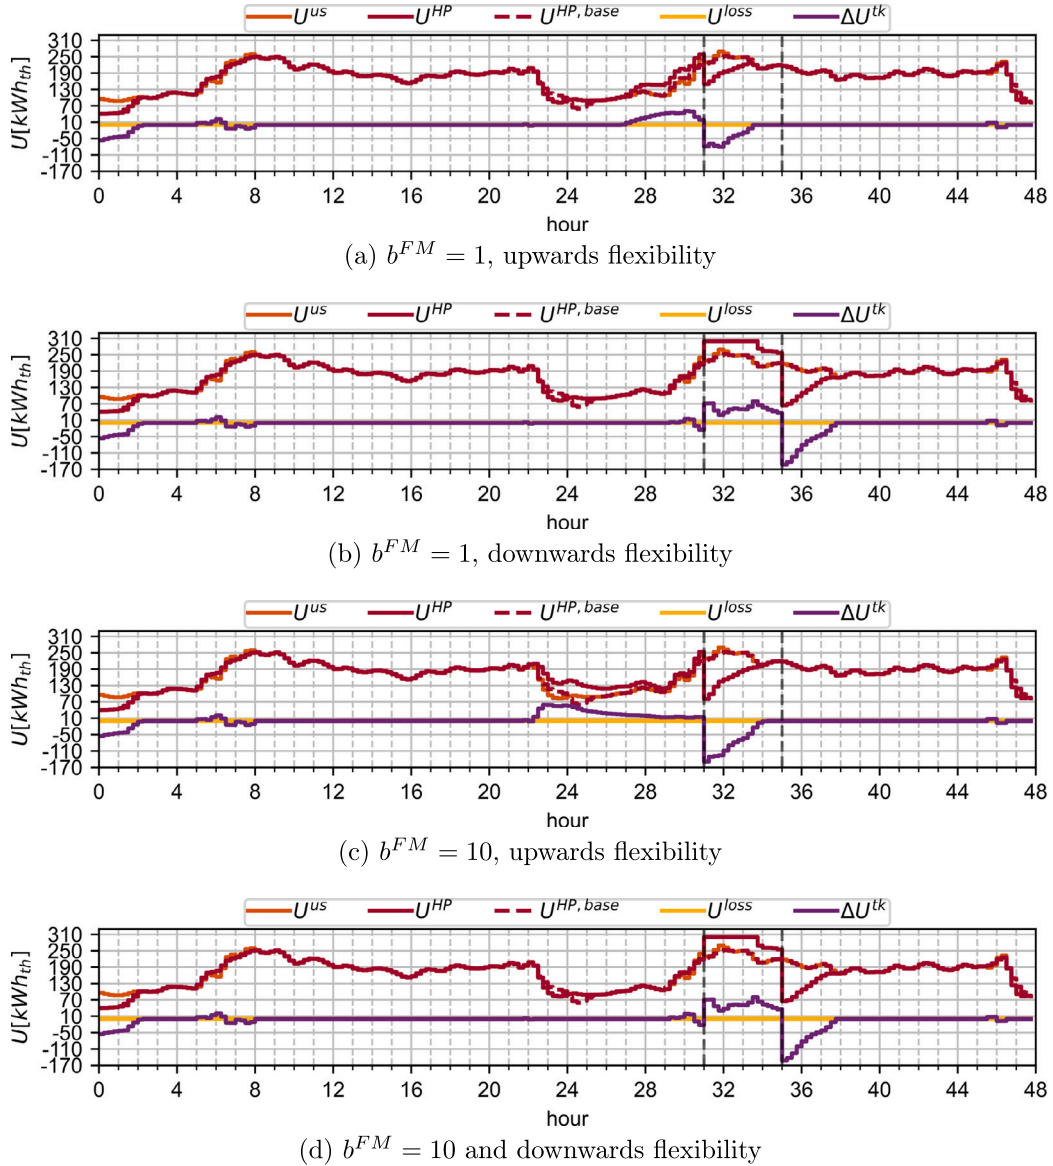 U^us U^HP U^HP, base U^loss ΔU^tk
U[kWh_th]
310
250
190
130
70
10
-50
-110
-170
0 4 8 12 16 20 24 28 32 36 40 44 48
hour
(a) b^FM = 1, upwards flexibility
U^us U^HP U^HP, base U^loss ΔU^tk
U[kWh_th]
310
250
190
130
70
10
-50
-110
-170
0 4 8 12 16 20 24 28 32 36 40 44 48
hour
(b) b^FM = 1, downwards flexibility
U^us U^HP U^HP, base U^loss ΔU^tk
U[kWh_th]
310
250
190
130
70
10
-50
-110
-170
0 4 8 12 16 20 24 28 32 36 40 44 48
hour
(c) b^FM = 10, upwards flexibility
U^us U^HP U^HP, base U^loss ΔU^tk
U[kWh_th]
310
250
190
130
70
10
-50
-110
-170
0 4 8 12 16 20 24 28 32 36 40 44 48
hour
(d) b^FM = 10 and downwards flexibility